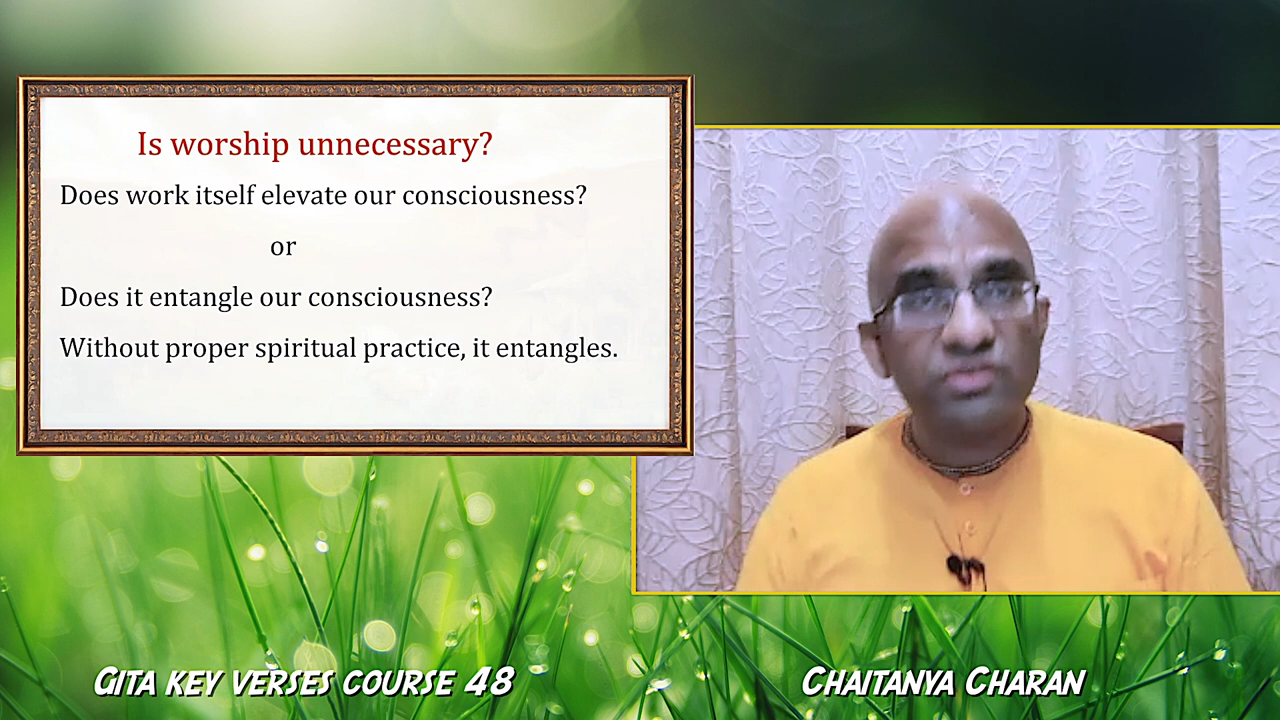 Is worship unnecessary?
Does work itself elevate our consciousness?
or
Does it entangle our consciousness?
Without proper spiritual practice, it entangles.
Gita key verses course 48
Chaitanya Charan